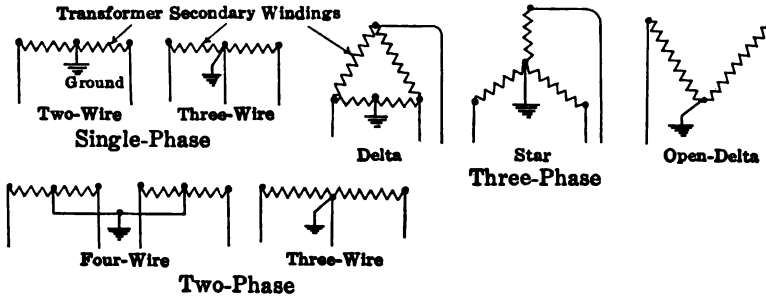 Transformer Secondary Windings
Ground
Two-Wire
Three-Wire
Single-Phase
Delta
Star
Open-Delta
Three-Phase
Four-Wire
Three-Wire
Two-Phase